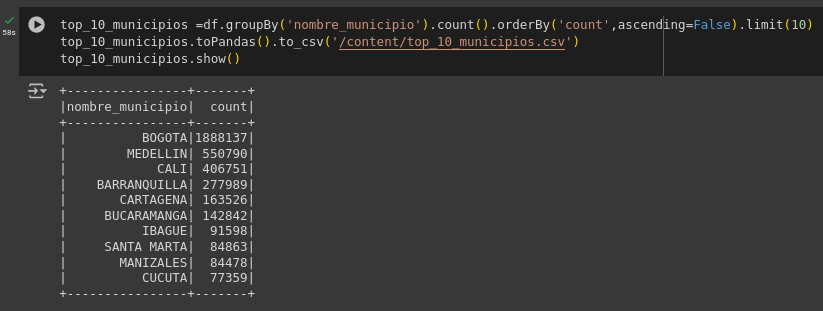 top_10_municipios =df.groupBy('nombre_municipio').count().orderBy('count',ascending=False).limit(10)
58s
top_10_municipios.toPandas().to_csv('/content/top_10_municipios.csv')
top_10_municipios.show()
+----------------+-------+
|nombre_municipio|  count|
+----------------+-------+
|          BOGOTA|1888137|
|        MEDELLIN| 550790|
|            CALI| 406751|
|    BARRANQUILLA| 277989|
|       CARTAGENA| 163526|
|     BUCARAMANGA| 142842|
|          IBAGUE|  91598|
|     SANTA MARTA|  84863|
|       MANIZALES|  84478|
|          CUCUTA|  77359|
+----------------+-------+